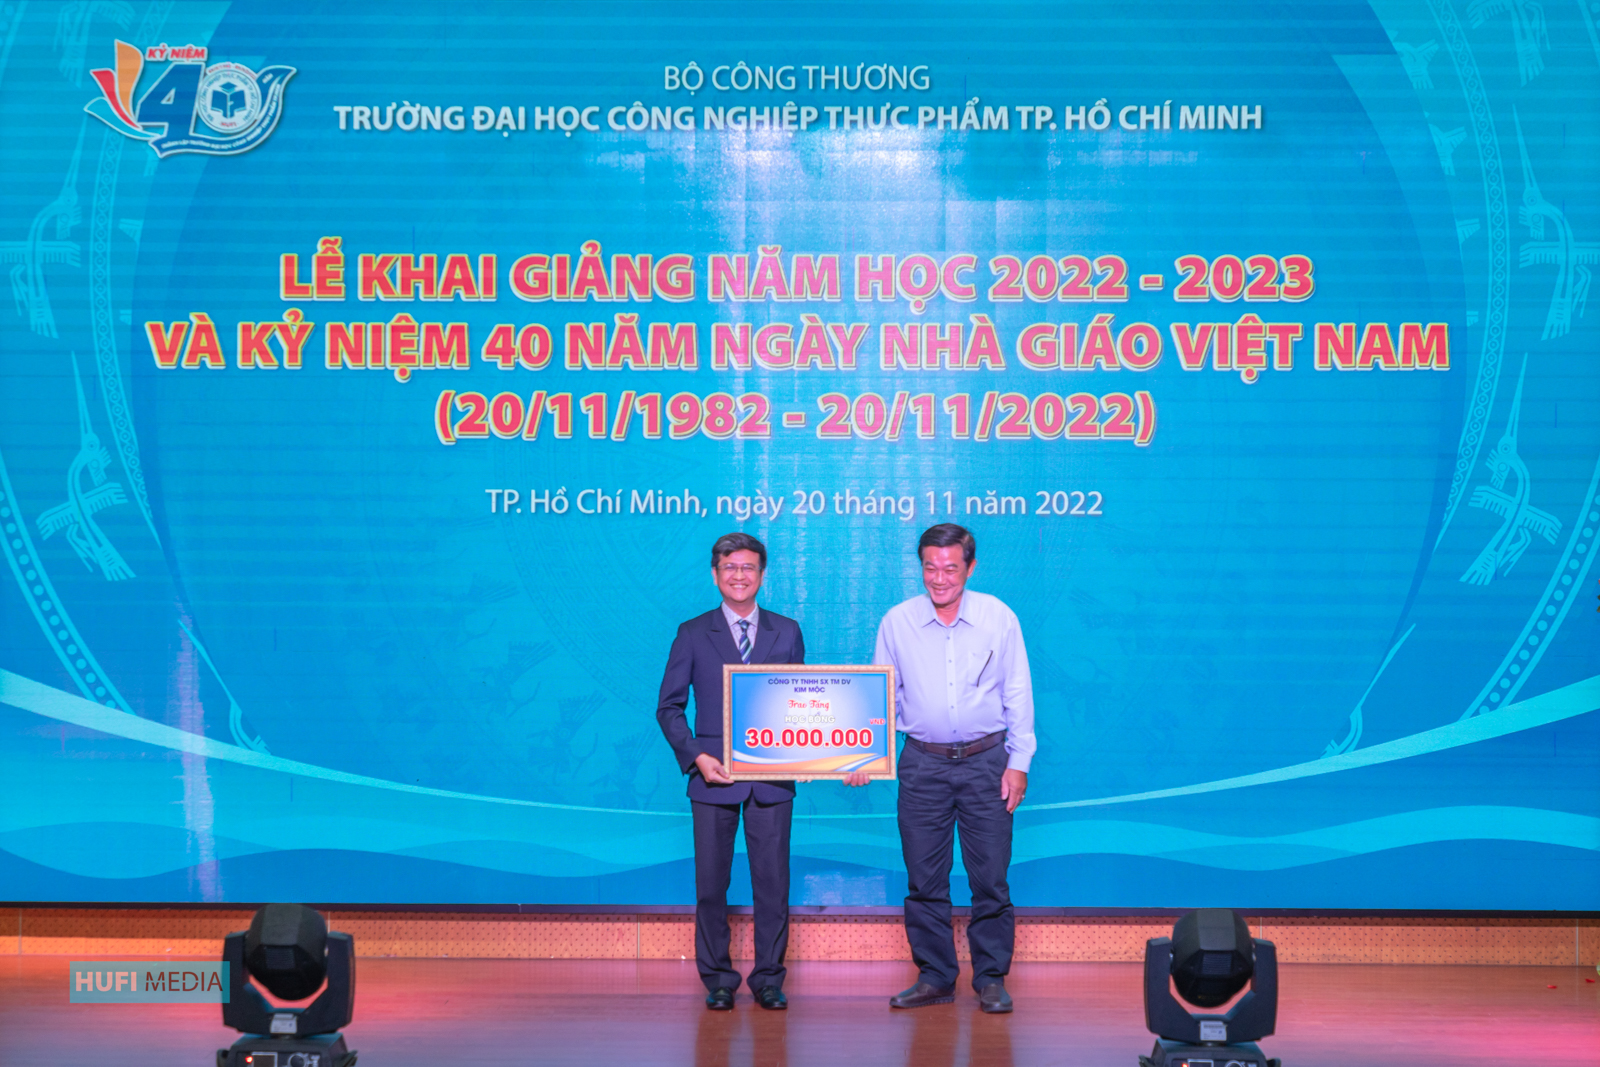 KỶ NIỆM
40
HUFI
BỘ CÔNG THƯƠNG
TRƯỜNG ĐẠI HỌC CÔNG NGHIỆP THỰC PHẨM TP. HỒ CHÍ MINH
LỄ KHAI GIẢNG NĂM HỌC 2022 - 2023
VÀ KỶ NIỆM 40 NĂM NGÀY NHÀ GIÁO VIỆT NAM
(20/11/1982 - 20/11/2022)
TP. Hồ Chí Minh, ngày 20 tháng 11 năm 2022
CÔNG TY TNHH SX TM DV
KIM MỘC
Trao Tặng
HỌC BỔNG
VNĐ
30.000.000
HUFI MEDIA